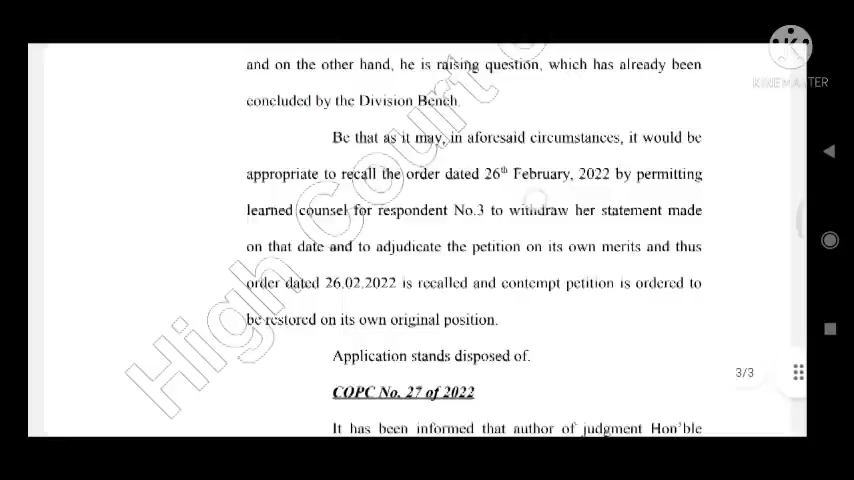 KINEMASTER
and on the other hand, he is raising question, which has already been
concluded by the Division Bench.
Be that as it may, in aforesaid circumstances, it would be
appropriate to recall the order dated 26th February, 2022 by permitting
learned counsel for respondent No.3 to withdraw her statement made
on that date and to adjudicate the petition on its own merits and thus
order dated 26.02.2022 is recalled and contempt petition is ordered to
be restored on its own original position.
Application stands disposed of.
3/3
COPC No. 27 of 2022
It has been informed that author of judgment Hon'ble
High Court